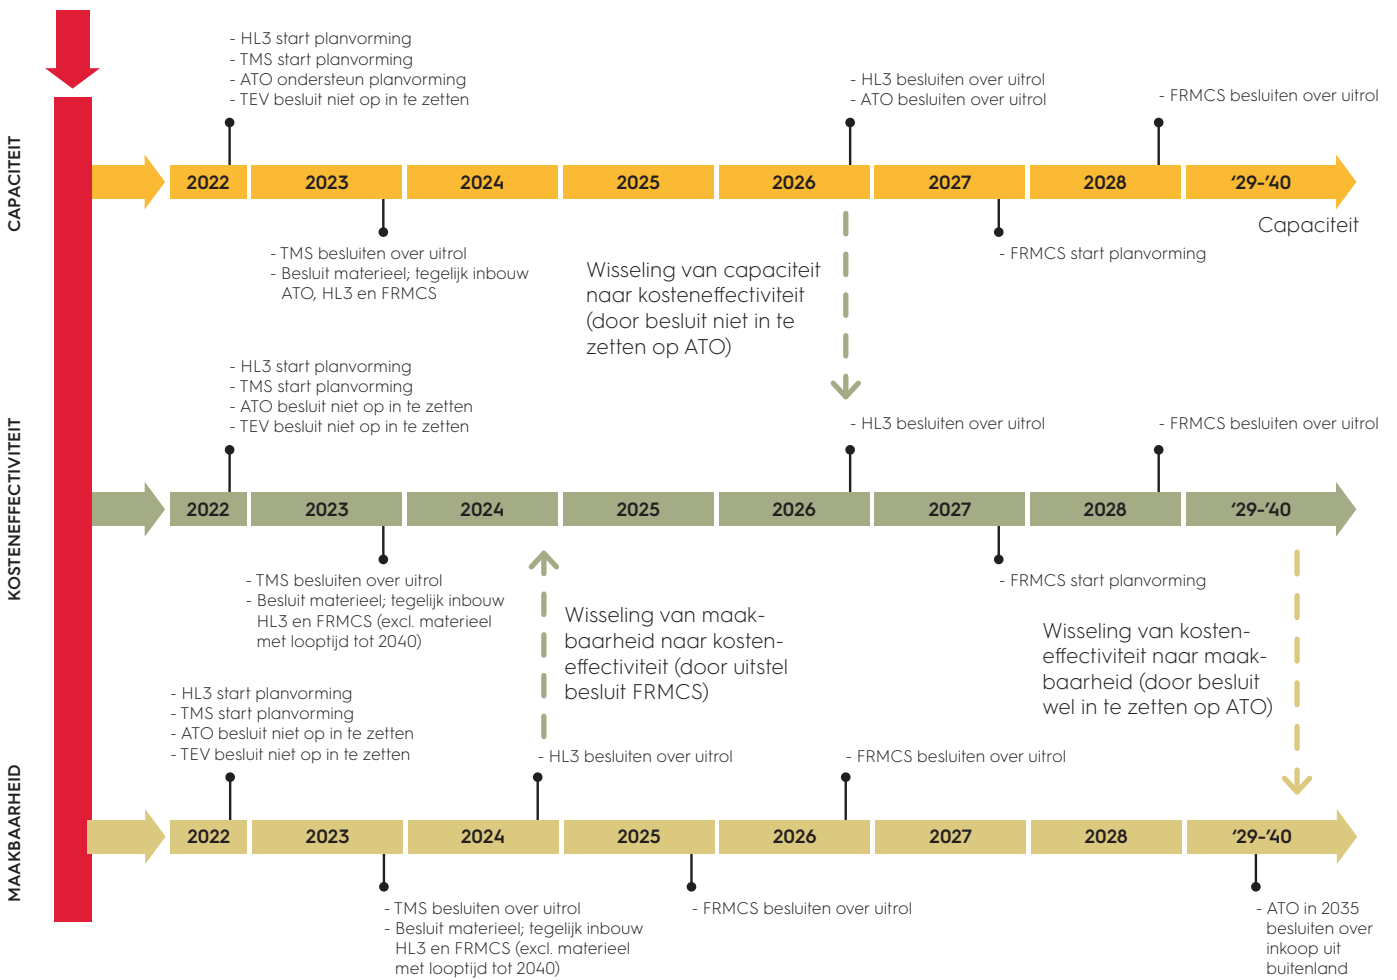 CAPACITEIT
- HL3 start planvorming
- TMS start planvorming
- ATO ondersteun planvorming
- TEV besluit niet op in te zetten
- HL3 besluiten over uitrol
- ATO besluiten over uitrol
- FRMCS besluiten over uitrol
2022
2023
2024
2025
2026
2027
2028
‘29-’40
Capaciteit
- TMS besluiten over uitrol
- Besluit materieel; tegelijk inbouw
ATO, HL3 en FRMCS
Wisseling van capaciteit
naar kosteneffectiviteit
(door besluit niet in te
zetten op ATO)
- FRMCS start planvorming
KOSTENEFFECTIVITEIT
- HL3 start planvorming
- TMS start planvorming
- ATO besluit niet op in te zetten
- TEV besluit niet op in te zetten
- HL3 besluiten over uitrol
- FRMCS besluiten over uitrol
2022
2023
2024
2025
2026
2027
2028
‘29-’40
- TMS besluiten over uitrol
- Besluit materieel; tegelijk inbouw
HL3 en FRMCS (excl. materieel
met looptijd tot 2040)
Wisseling van maak-
baarheid naar kosten-
effectiviteit (door uitstel
besluit FRMCS)
- FRMCS start planvorming
Wisseling van kosten-
effectiviteit naar maak-
baarheid (door besluit
wel in te zetten op ATO)
MAAKBAARHEID
- HL3 start planvorming
- TMS start planvorming
- ATO besluit niet op in te zetten
- TEV besluit niet op in te zetten
- HL3 besluiten over uitrol
- FRMCS besluiten over uitrol
2022
2023
2024
2025
2026
2027
2028
‘29-’40
- TMS besluiten over uitrol
- Besluit materieel; tegelijk inbouw
HL3 en FRMCS (excl. materieel
met looptijd tot 2040)
- FRMCS besluiten over uitrol
- ATO in 2035
besluiten over
inkoop uit
buitenland